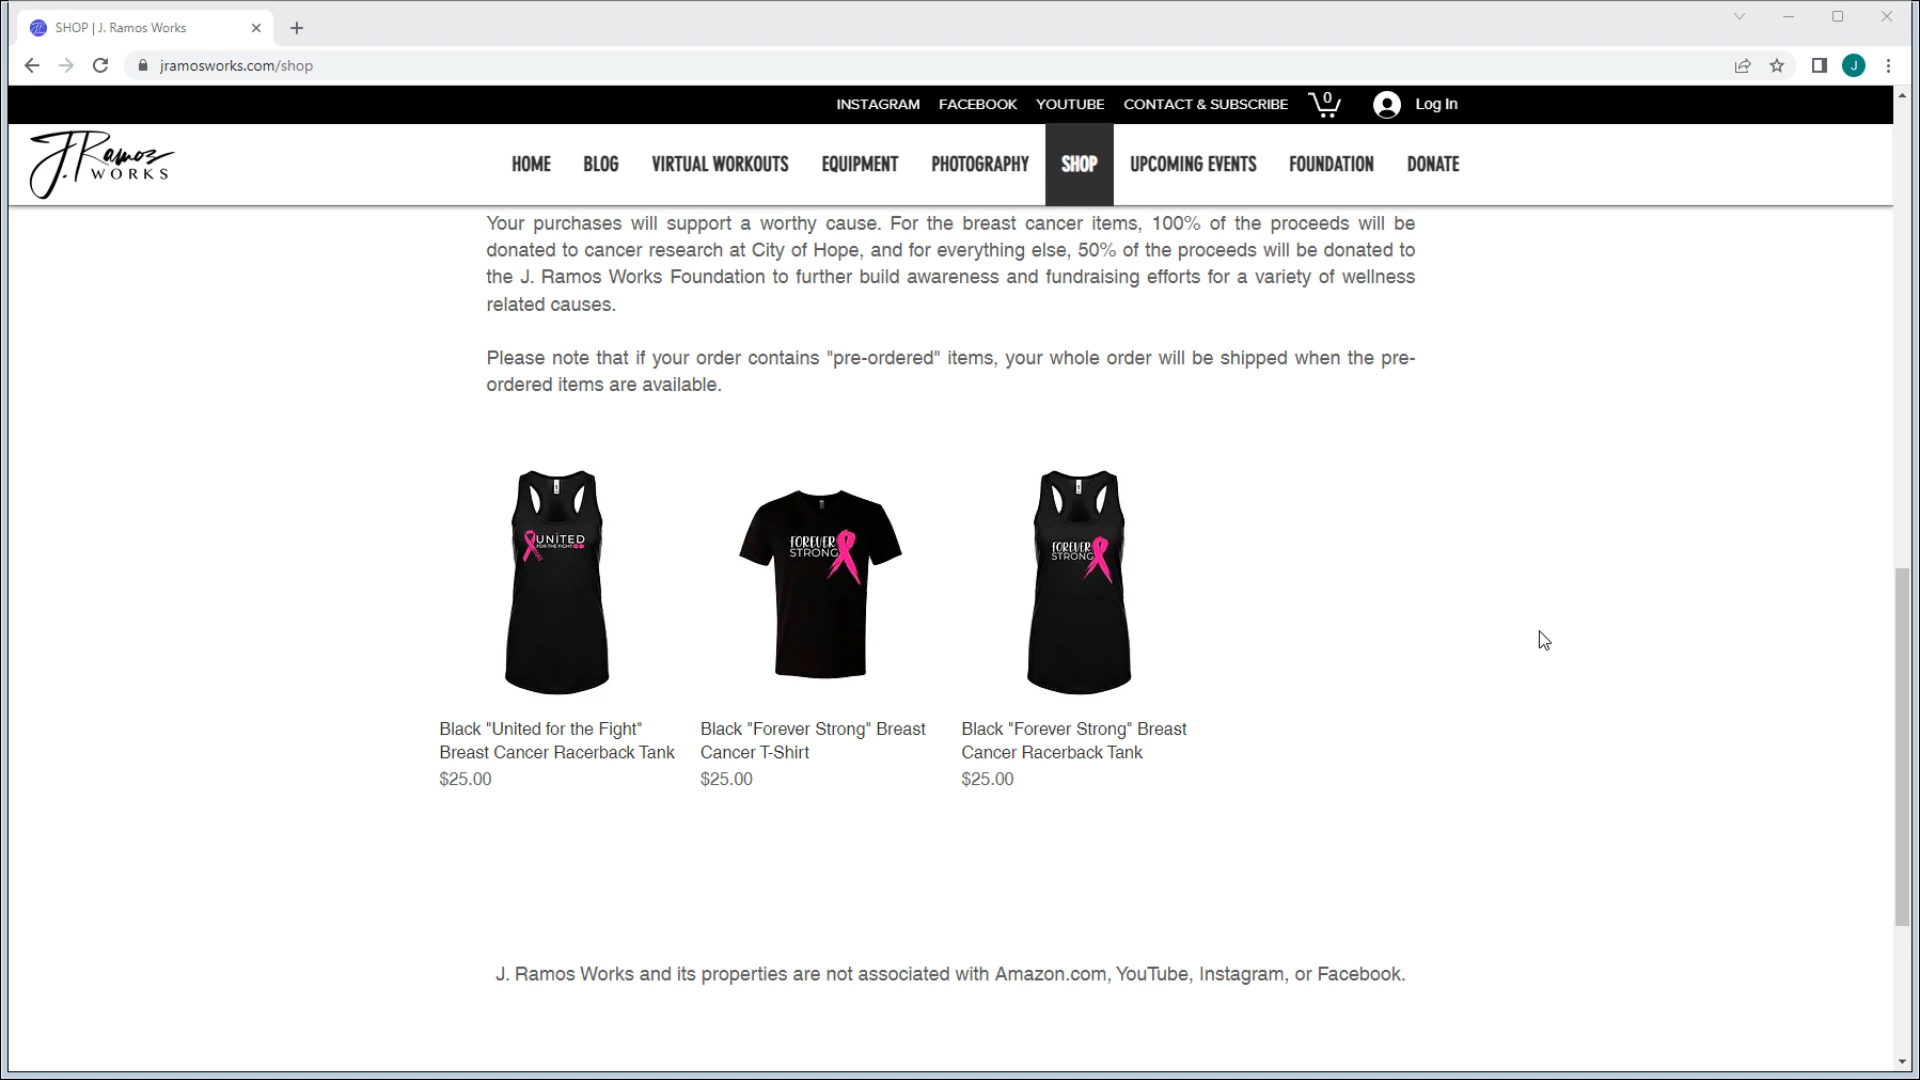 SHOP | J. Ramos Works
jramosworks.com/shop
J
INSTAGRAM FACEBOOK YOUTUBE CONTACT & SUBSCRIBE 0 Log In
J. Ramos
WORKS
HOME BLOG VIRTUAL WORKOUTS EQUIPMENT PHOTOGRAPHY SHOP UPCOMING EVENTS FOUNDATION DONATE
Your purchases will support a worthy cause. For the breast cancer items, 100% of the proceeds will be
donated to cancer research at City of Hope, and for everything else, 50% of the proceeds will be donated to
the J. Ramos Works Foundation to further build awareness and fundraising efforts for a variety of wellness
related causes.
Please note that if your order contains "pre-ordered" items, your whole order will be shipped when the pre-
ordered items are available.
UNITED
FOR THE FIGHT
FOREVER
STRONG
FOREVER
STRONG
Black "United for the Fight"
Breast Cancer Racerback Tank
$25.00
Black "Forever Strong" Breast
Cancer T-Shirt
$25.00
Black "Forever Strong" Breast
Cancer Racerback Tank
$25.00
J. Ramos Works and its properties are not associated with Amazon.com, YouTube, Instagram, or Facebook.